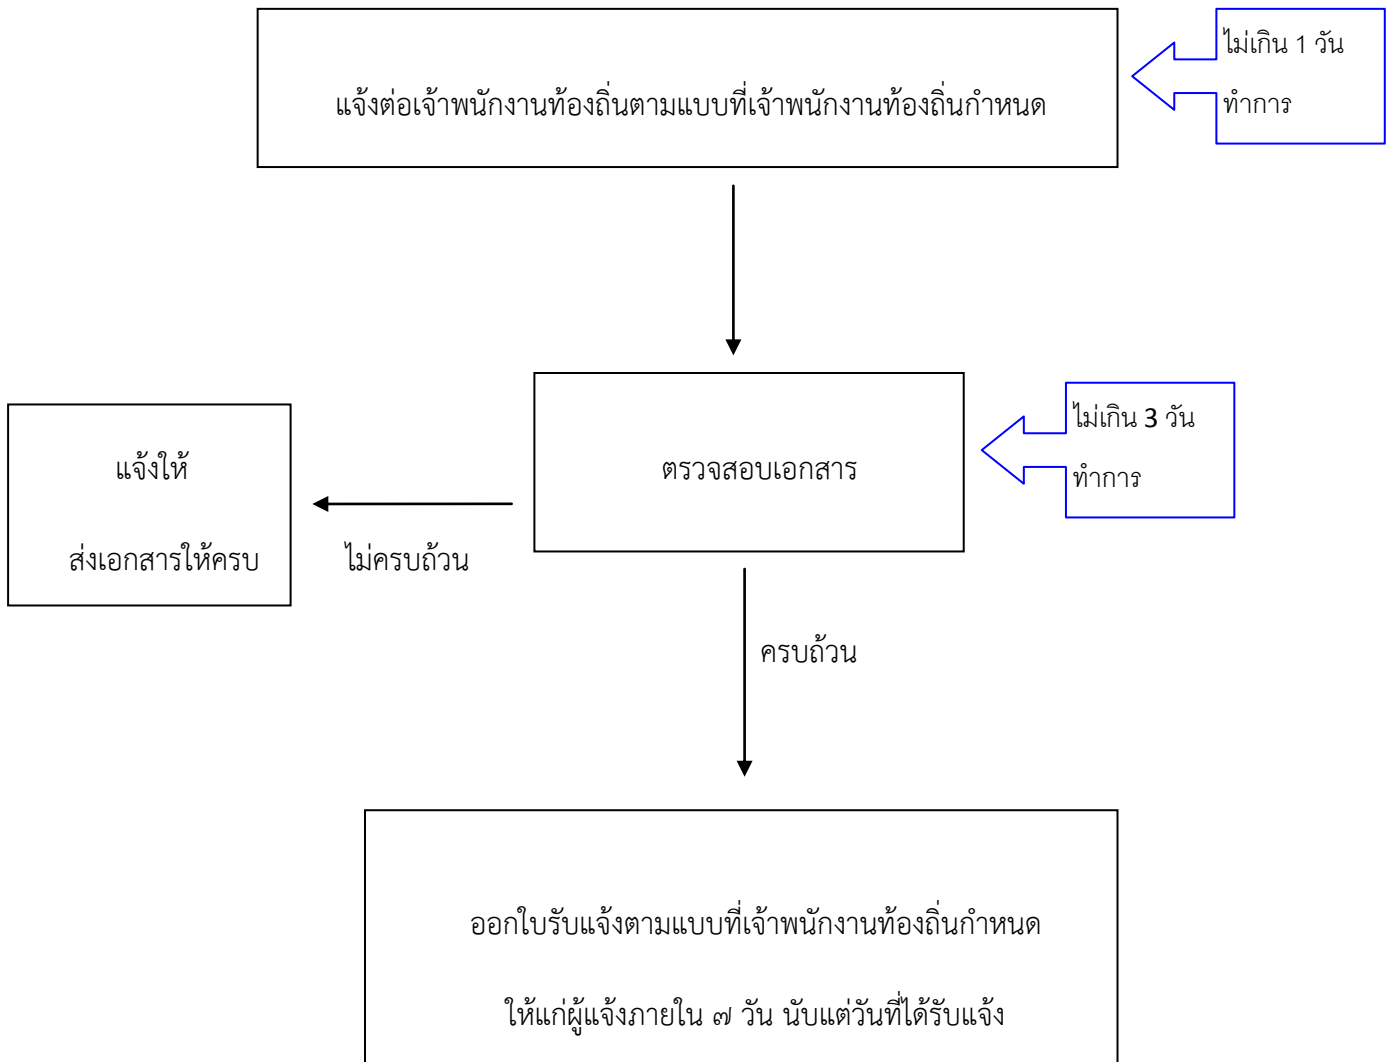 ไม่เกิน 1 วัน
ทำการ
แจ้งต่อเจ้าพนักงานท้องถิ่นตามแบบที่เจ้าพนักงานท้องถิ่นกำหนด
ไม่เกิน 3 วัน
ทำการ
ตรวจสอบเอกสาร
แจ้งให้
ส่งเอกสารให้ครบ
ไม่ครบถ้วน
ครบถ้วน
ออกใบรับแจ้งตามแบบที่เจ้าพนักงานท้องถิ่นกำหนด
ให้แก่ผู้แจ้งภายใน ๗ วัน นับแต่วันที่ได้รับแจ้ง